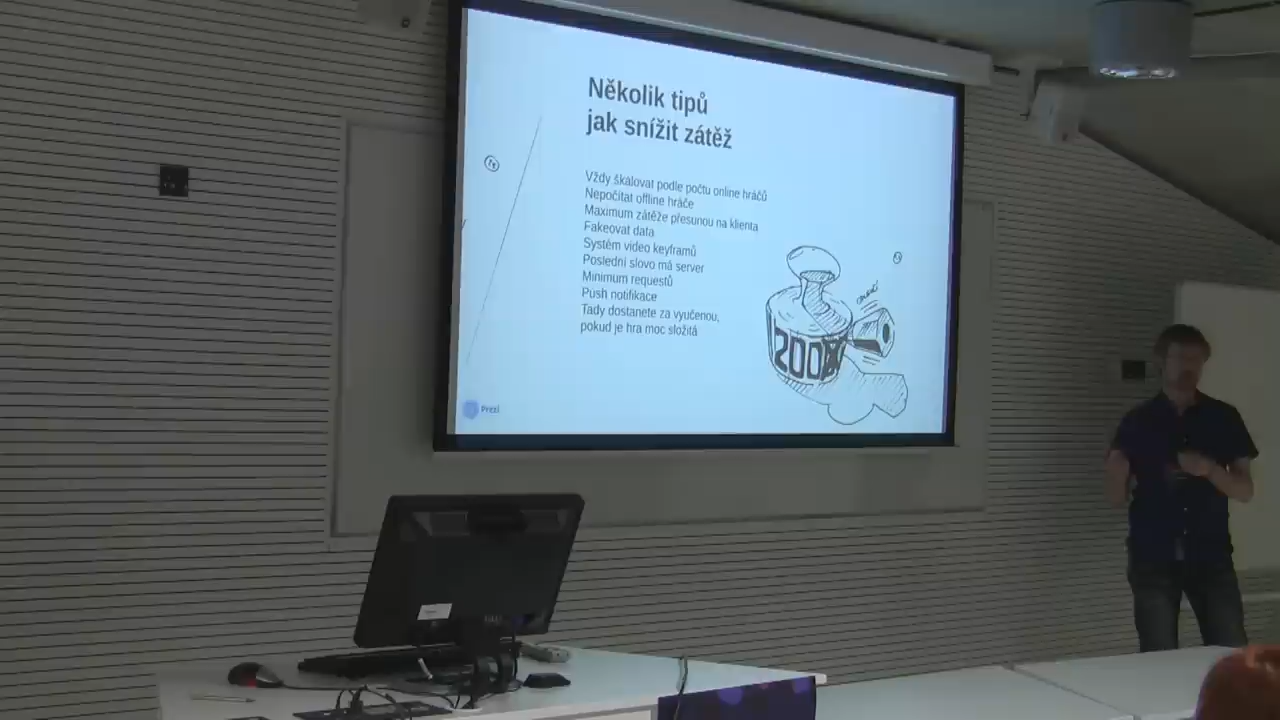 Několik tipů
jak snížit zátěž
Vždy škálovat podle počtu online hráčů
Nepočítat offline hráče
Maximum zátěže přesunou na klienta
Fakeovat data
Systém video keyframů
Poslední slovo má server
Minimum requestů
Push notifikace
Tady dostanete za vyučenou,
pokud je hra moc složitá
Prezi